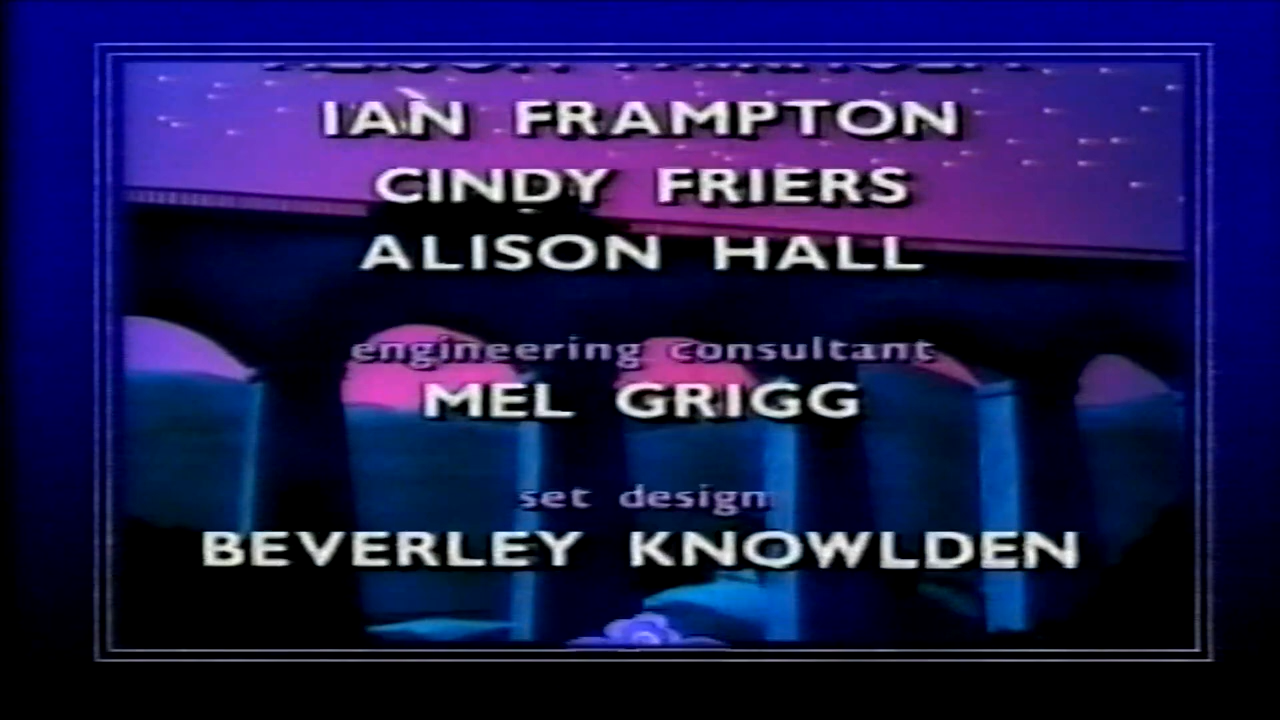 IAN FRAMPTON
CINDY FRIERS
ALISON HALL
engineering consultant
MEL GRIGG
set design
BEVERLEY KNOWLDEN